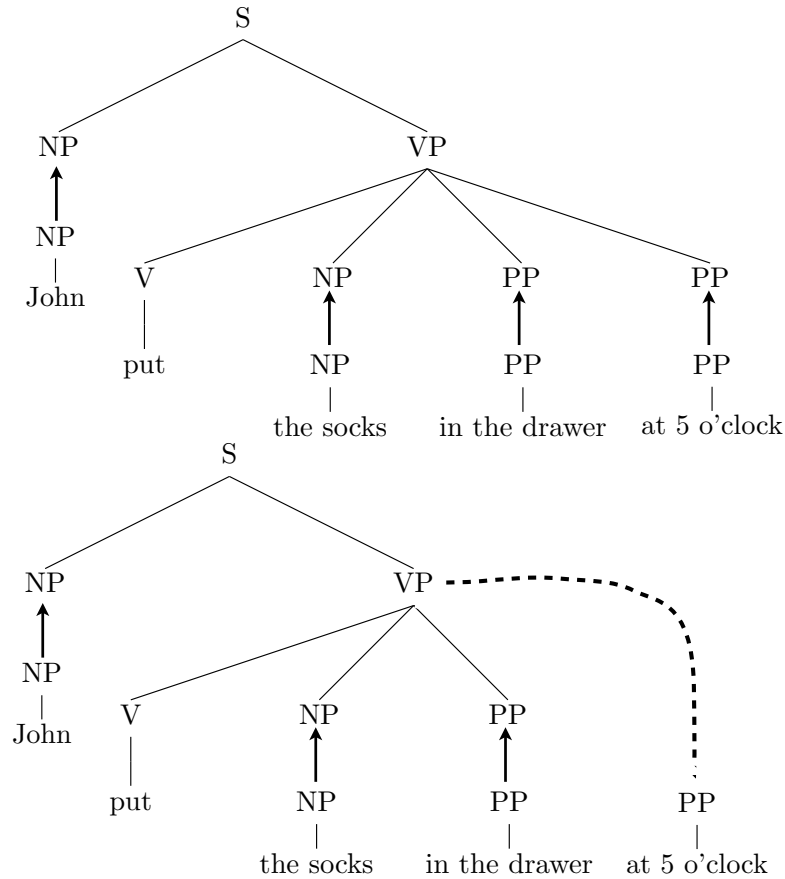 S
NP VP
NP
John
V NP PP PP
put NP PP PP
the socks in the drawer at 5 o'clock
S
NP VP
NP
John
V NP PP
put NP PP PP
the socks in the drawer at 5 o'clock